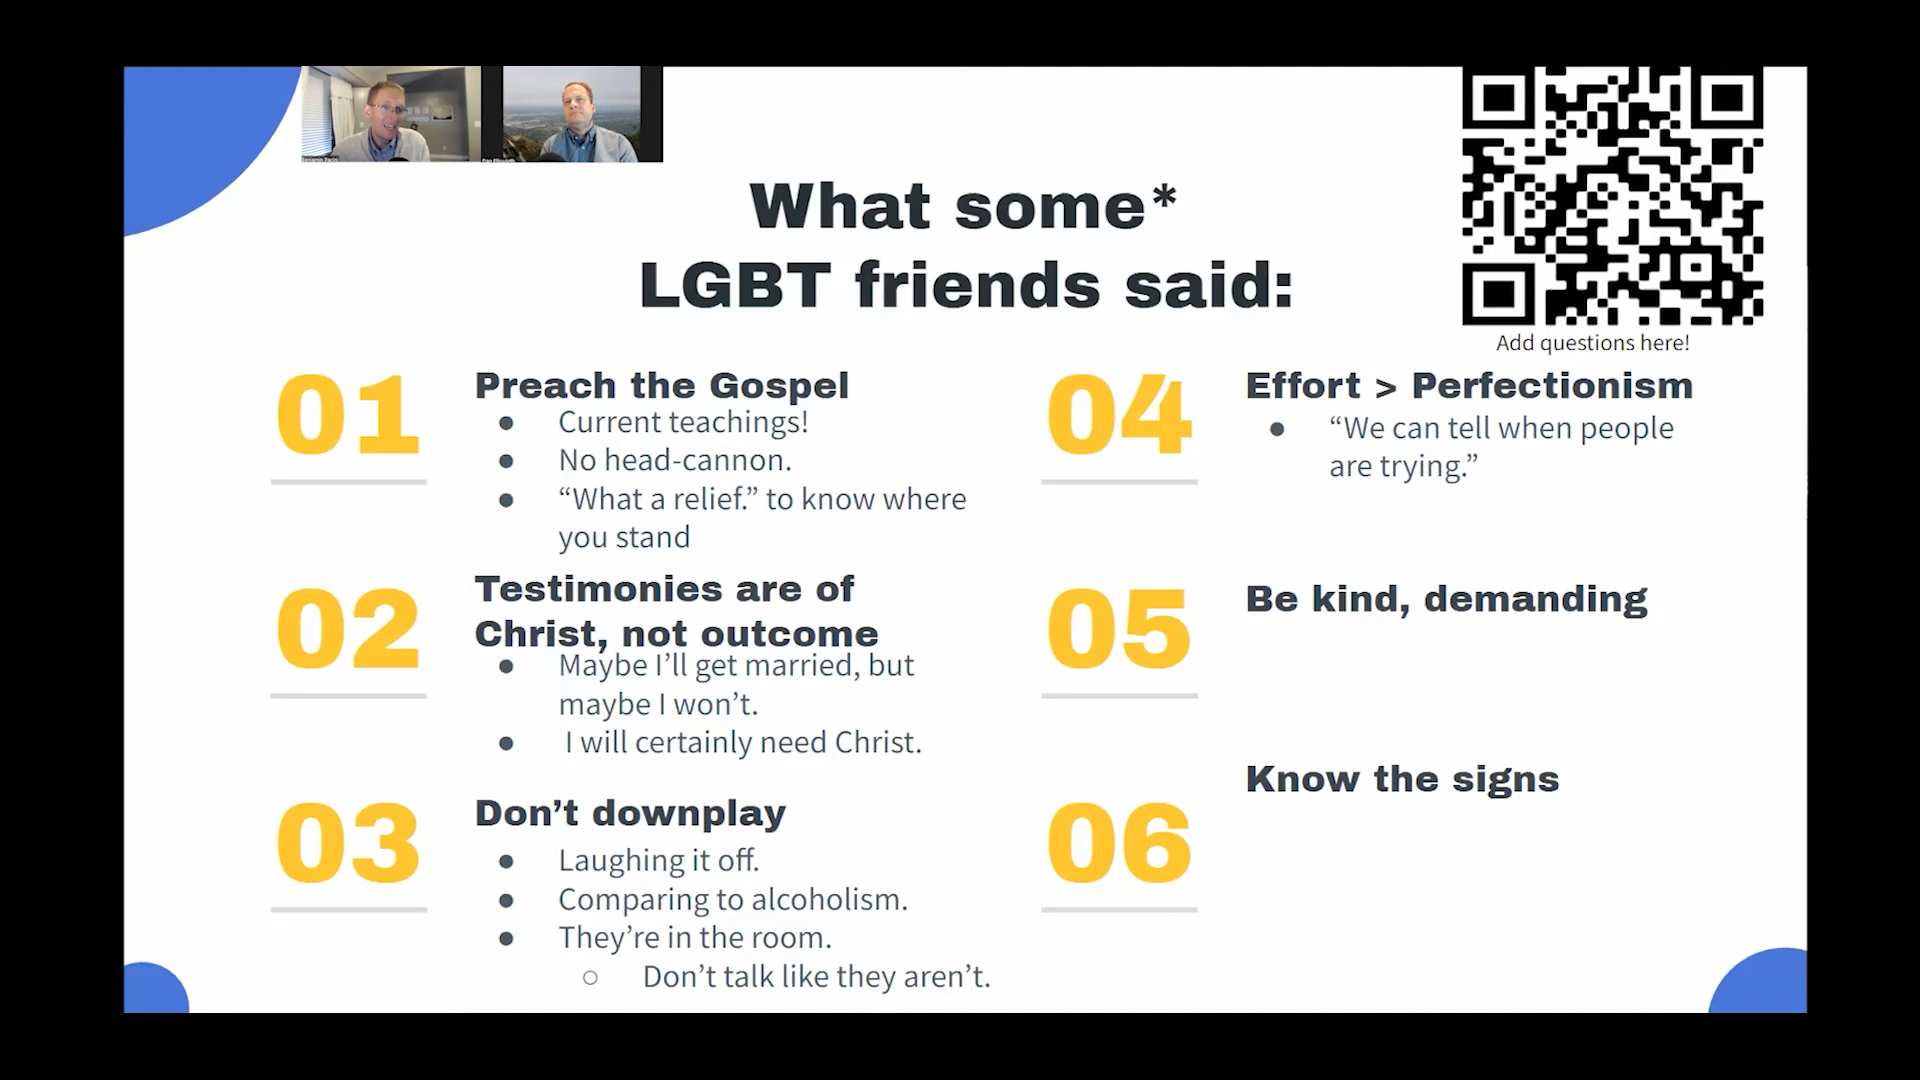 What some*
LGBT friends said:
Add questions here!
01
Preach the Gospel
● Current teachings!
● No head-cannon.
● “What a relief.” to know where
you stand
02
Testimonies are of
Christ, not outcome
● Maybe I’ll get married, but
maybe I won’t.
● I will certainly need Christ.
03
Don’t downplay
● Laughing it off.
● Comparing to alcoholism.
● They’re in the room.
○ Don’t talk like they aren’t.
04
Effort > Perfectionism
● “We can tell when people
are trying.”
05
Be kind, demanding
06
Know the signs